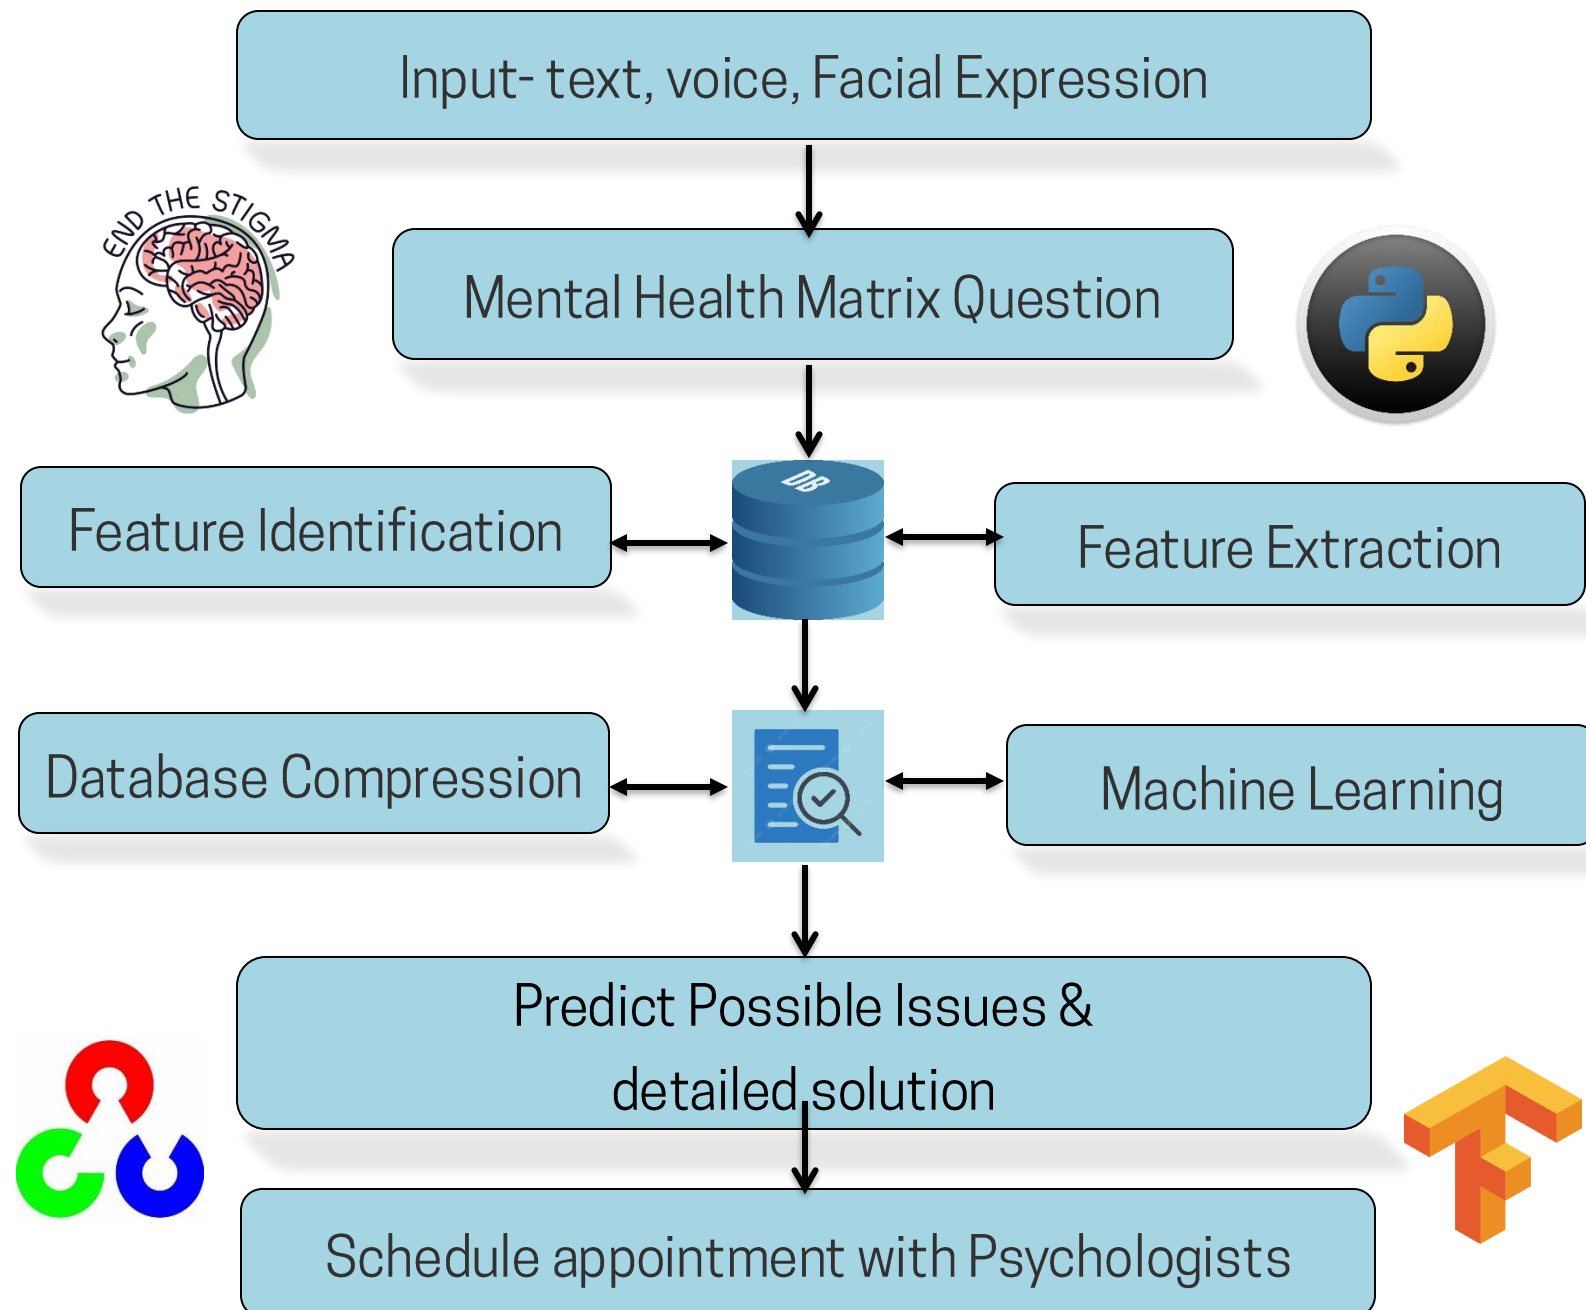 Input- text, voice, Facial Expression
END THE STIGMA
Mental Health Matrix Question
DB
Feature Identification
Feature Extraction
Database Compression
Machine Learning
Predict Possible Issues &
detailed solution
Schedule appointment with Psychologists